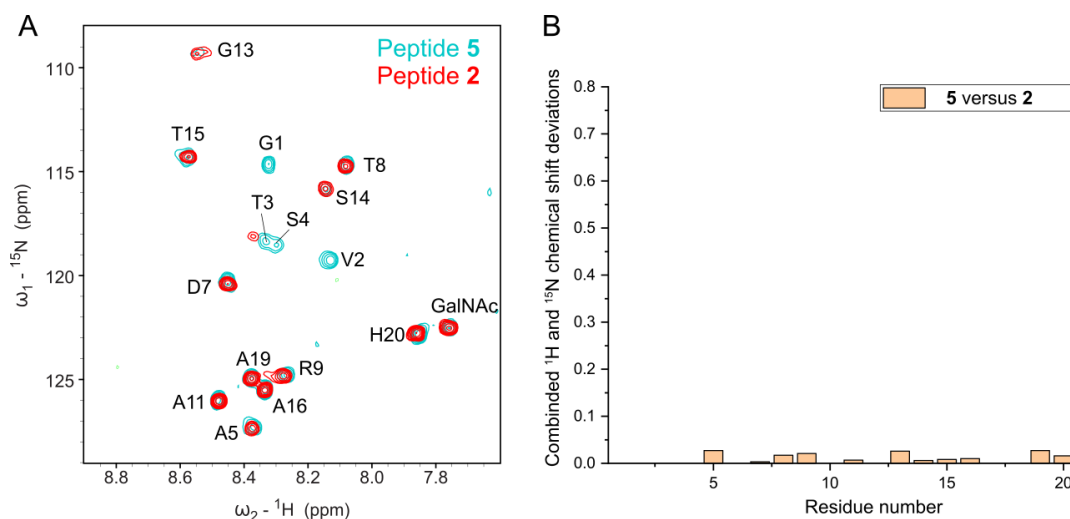 A
Peptide 5
Peptide 2
G13
T15
G1
T8
S14
T3
S4
V2
D7
GalNAc
H20
A19
R9
A16
A11
A5
110
115
120
125
ω1 - 15N (ppm)
8.8 8.6 8.4 8.2 8.0 7.8
ω2 - 1H (ppm)
B
5 versus 2
0.8
0.7
0.6
0.5
0.4
0.3
0.2
0.1
0.0
Combinded 1H and 15N chemical shift deviations
5 10 15 20
Residue number